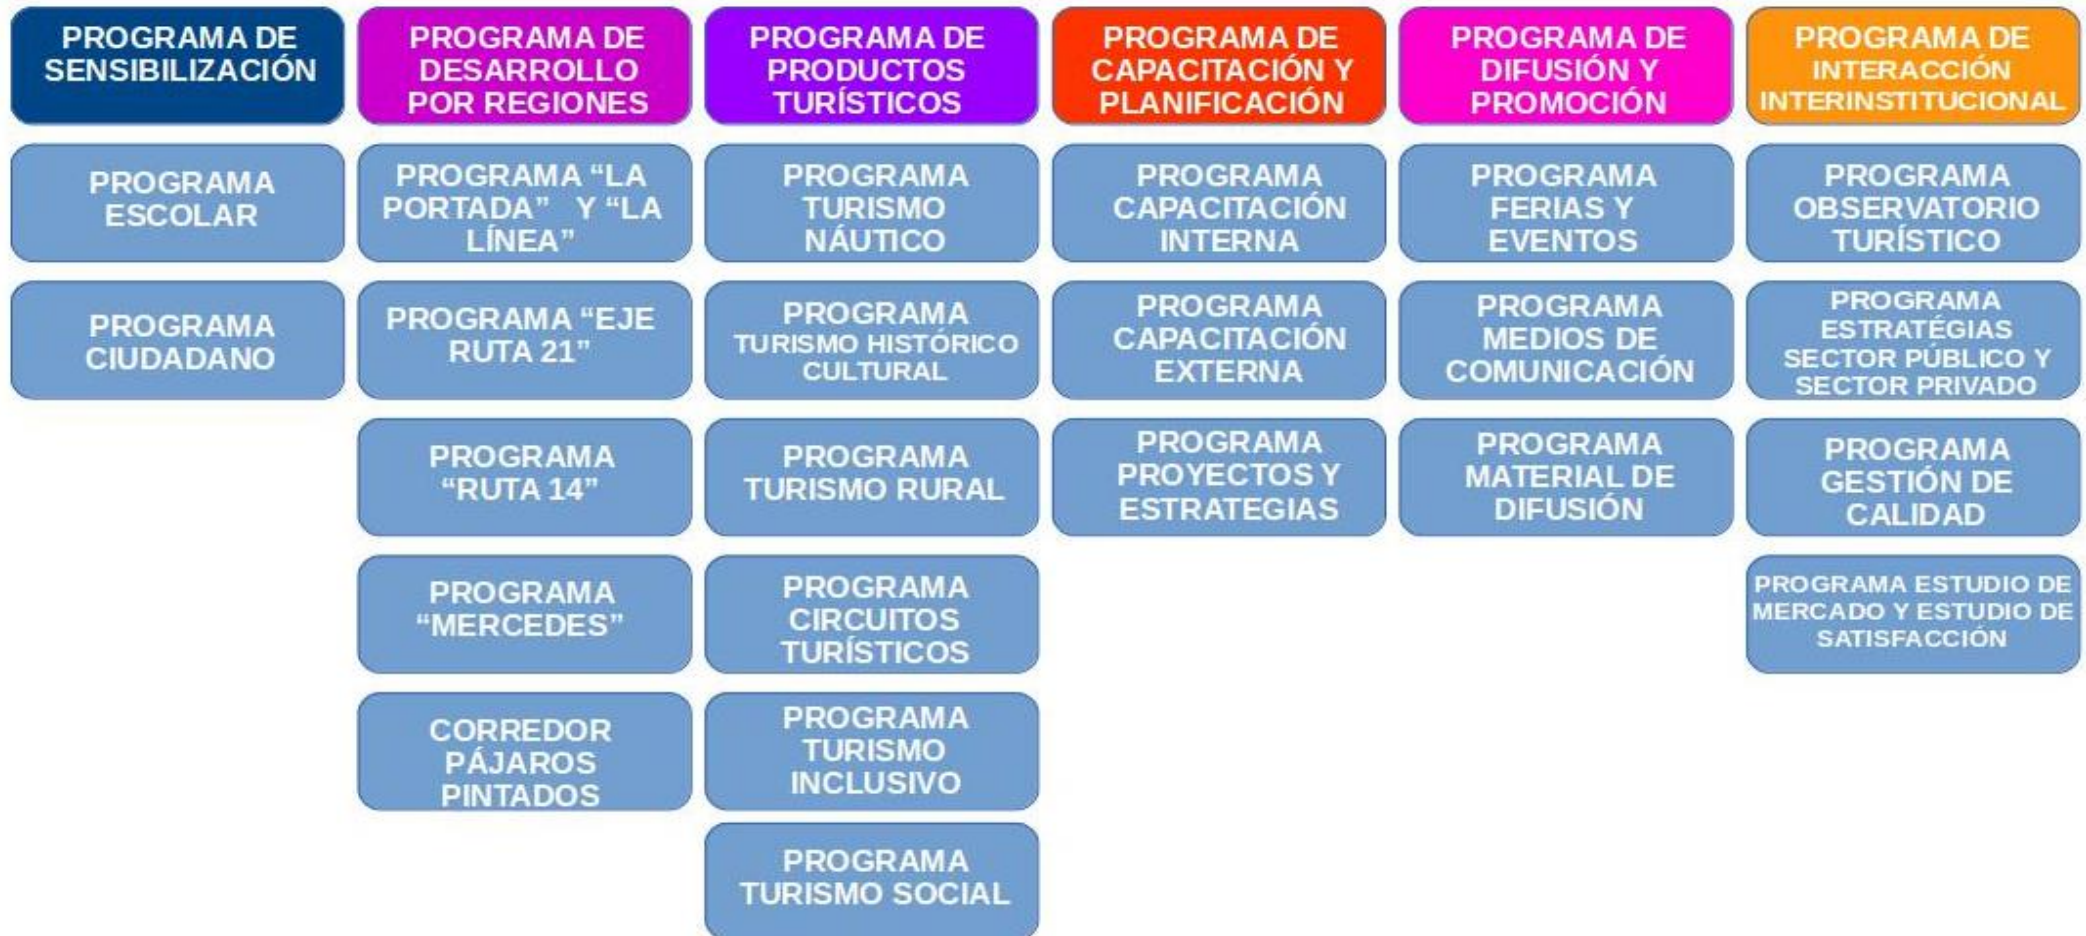 PROGRAMA DE
SENSIBILIZACIÓN
PROGRAMA
ESCOLAR
PROGRAMA
CIUDADANO
PROGRAMA DE
DESARROLLO
POR REGIONES
PROGRAMA “LA
PORTADA” Y “LA
LÍNEA”
PROGRAMA “EJE
RUTA 21”
PROGRAMA
“RUTA 14”
PROGRAMA
“MERCEDES”
CORREDOR
PÁJAROS
PINTADOS
PROGRAMA DE
PRODUCTOS
TURÍSTICOS
PROGRAMA
TURISMO
NÁUTICO
PROGRAMA
TURISMO HISTÓRICO
CULTURAL
PROGRAMA
TURISMO RURAL
PROGRAMA
CIRCUITOS
TURÍSTICOS
PROGRAMA
TURISMO
INCLUSIVO
PROGRAMA
TURISMO SOCIAL
PROGRAMA DE
CAPACITACIÓN Y
PLANIFICACIÓN
PROGRAMA
CAPACITACIÓN
INTERNA
PROGRAMA
CAPACITACIÓN
EXTERNA
PROGRAMA
PROYECTOS Y
ESTRATEGIAS
PROGRAMA DE
DIFUSIÓN Y
PROMOCIÓN
PROGRAMA
FERIAS Y
EVENTOS
PROGRAMA
MEDIOS DE
COMUNICACIÓN
PROGRAMA
MATERIAL DE
DIFUSIÓN
PROGRAMA DE
INTERACCIÓN
INTERINSTITUCIONAL
PROGRAMA
OBSERVATORIO
TURÍSTICO
PROGRAMA
ESTRATÉGIAS
SECTOR PÚBLICO Y
SECTOR PRIVADO
PROGRAMA
GESTIÓN DE
CALIDAD
PROGRAMA ESTUDIO DE
MERCADO Y ESTUDIO DE
SATISFACCIÓN